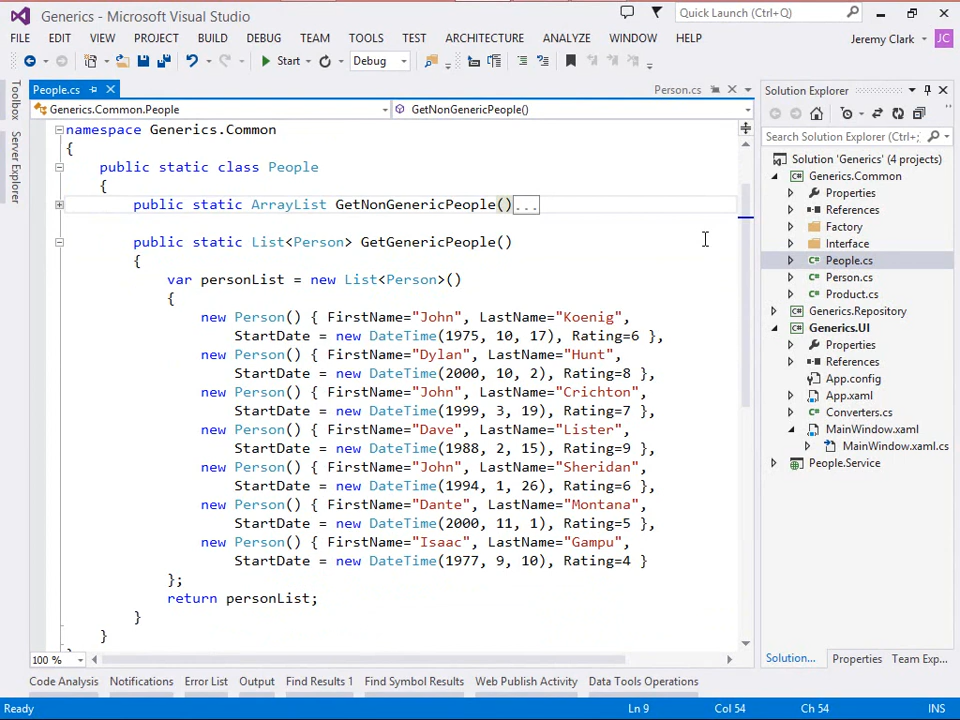 Generics - Microsoft Visual Studio
Quick Launch (Ctrl+Q)
FILE EDIT VIEW PROJECT BUILD DEBUG TEAM TOOLS TEST ARCHITECTURE ANALYZE WINDOW HELP
Jeremy Clark JC
Start Debug
Toolbox
Server Explorer
People.cs
Person.cs
Generics.Common.People
GetNonGenericPeople()
namespace Generics.Common
{
public static class People
{
public static ArrayList GetNonGenericPeople()...
public static List<Person> GetGenericPeople()
{
var personList = new List<Person>()
{
new Person() { FirstName="John", LastName="Koenig",
StartDate = new DateTime(1975, 10, 17), Rating=6 },
new Person() { FirstName="Dylan", LastName="Hunt",
StartDate = new DateTime(2000, 10, 2), Rating=8 },
new Person() { FirstName="John", LastName="Crichton",
StartDate = new DateTime(1999, 3, 19), Rating=7 },
new Person() { FirstName="Dave", LastName="Lister",
StartDate = new DateTime(1988, 2, 15), Rating=9 },
new Person() { FirstName="John", LastName="Sheridan",
StartDate = new DateTime(1994, 1, 26), Rating=6 },
new Person() { FirstName="Dante", LastName="Montana",
StartDate = new DateTime(2000, 11, 1), Rating=5 },
new Person() { FirstName="Isaac", LastName="Gampu",
StartDate = new DateTime(1977, 9, 10), Rating=4 }
};
return personList;
}
}
100 %
Solution Explorer
Search Solution Explorer (Ctrl+;
Solution 'Generics' (4 projects)
Generics.Common
Properties
References
Factory
Interface
People.cs
Person.cs
Product.cs
Generics.Repository
Generics.UI
Properties
References
App.config
App.xaml
Converters.cs
MainWindow.xaml
MainWindow.xaml.cs
People.Service
Solution... Properties Team Exp...
Code Analysis Notifications Error List Output Find Results 1 Find Symbol Results Web Publish Activity Data Tools Operations
Ready Ln 9 Col 54 Ch 54 INS